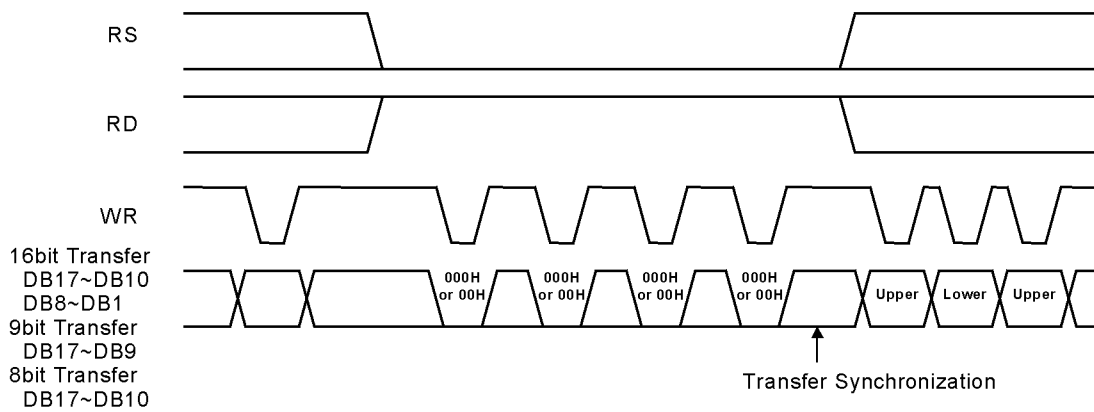 RS
RD
WR
16bit Transfer
DB17~DB10
DB8~DB1
9bit Transfer
DB17~DB9
8bit Transfer
DB17~DB10
000H
or 00H
000H
or 00H
000H
or 00H
000H
or 00H
Upper
Lower
Upper
Transfer Synchronization